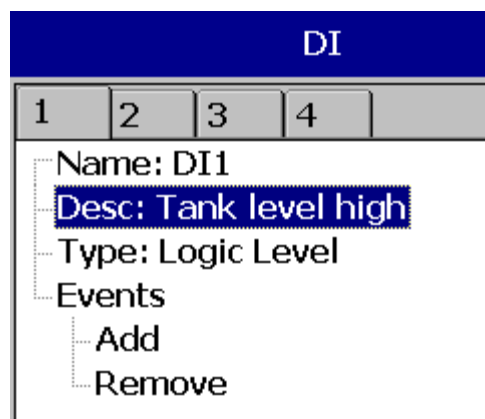 DI
1 2 3 4
Name: DI1
Desc: Tank level high
Type: Logic Level
Events
Add
Remove